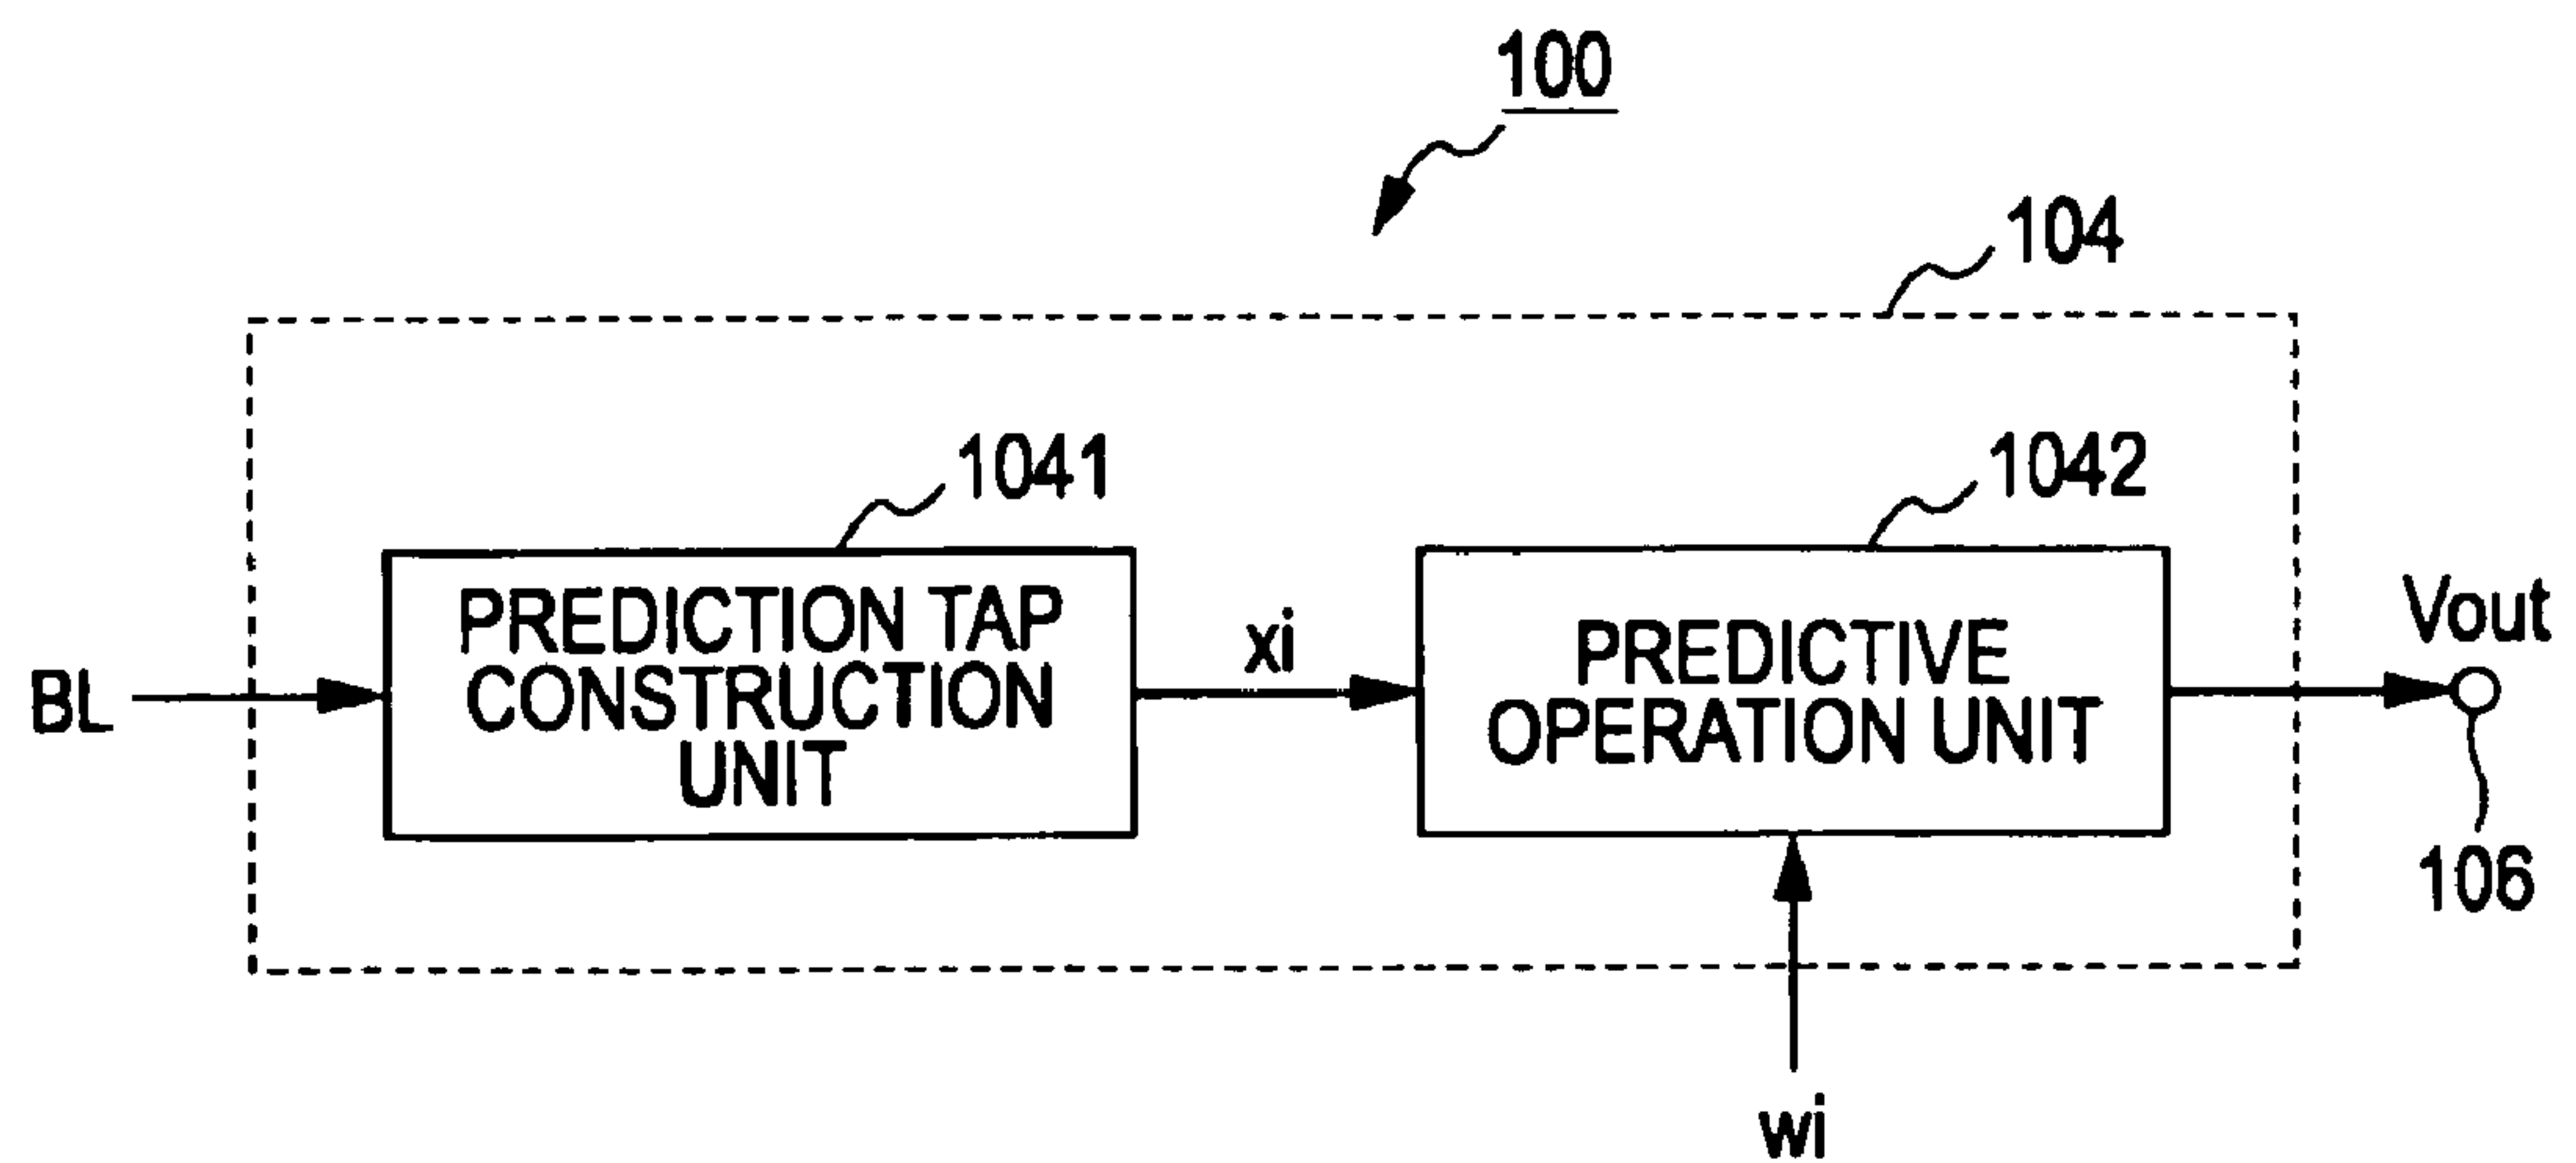 100
104
1041
1042
PREDICTION TAP
CONSTRUCTION
UNIT
xi
PREDICTIVE
OPERATION UNIT
Vout
BL
106
wi